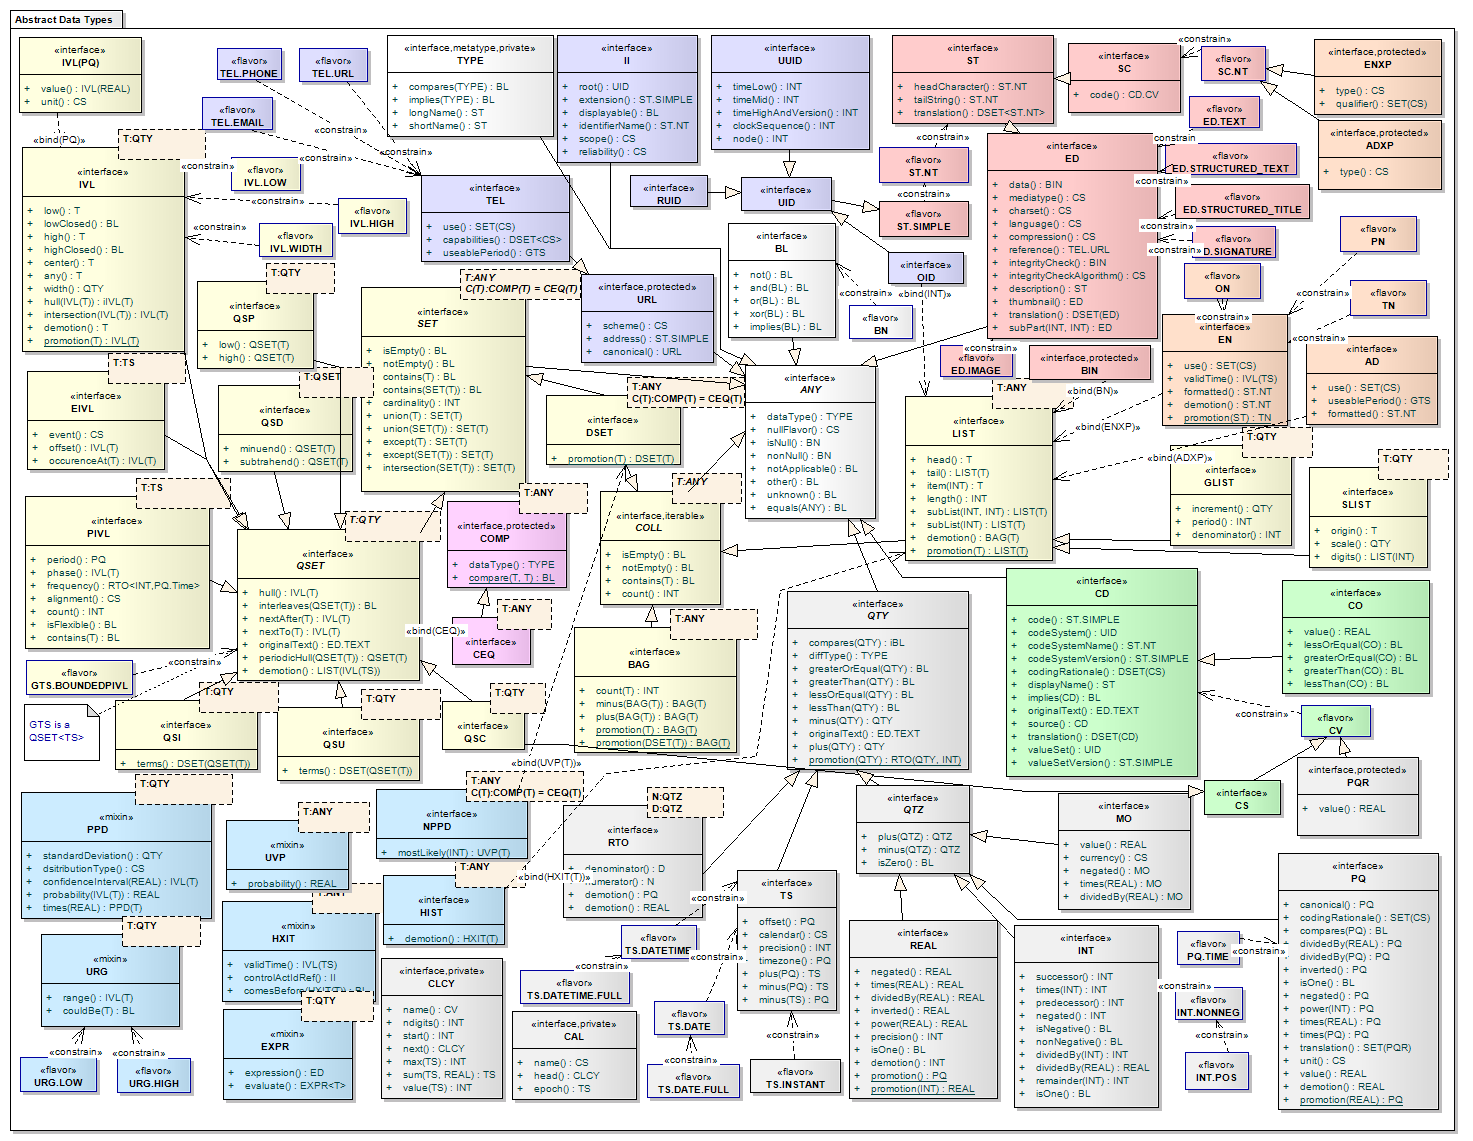 Abstract Data Types
«interface»
IVL(PQ)
+ value() : IVL(REAL)
+ unit() : CS
«flavor»
TEL.PHONE
«flavor»
TEL.URL
«flavor»
TEL.EMAIL
«interface,metatype,private»
TYPE
+ compares(TYPE) : BL
+ implies(TYPE) : BL
+ longName() : ST
+ shortName() : ST
«interface»
II
+ root() : UID
+ extension() : ST.SIMPLE
+ displayable() : BL
+ identifierName() : ST.NT
+ scope() : CS
+ reliability() : CS
«interface»
UUID
+ timeLow() : INT
+ timeMid() : INT
+ timeHighAndVersion() : INT
+ clockSequence() : INT
+ node() : INT
«interface»
ST
+ headCharacter() : ST.NT
+ tailString() : ST.NT
+ translation() : DSET<ST.NT>
«interface»
SC
+ code() : CD.CV
«constrain»
«flavor»
SC.NT
«interface,protected»
ENXP
+ type() : CS
+ qualifier() : SET(CS)
«interface,protected»
ADXP
+ type() : CS
«flavor»
ED.TEXT
«constrain»
«flavor»
ED.STRUCTURED_TEXT
«constrain»
«flavor»
ED.STRUCTURED_TITLE
«constrain»
«flavor»
D.SIGNATURE
«constrain»
«bind(PQ)»
T:QTY
«interface»
IVL
+ low() : T
+ lowClosed() : BL
+ high() : T
+ highClosed() : BL
+ center() : T
+ any() : T
+ width() : QTY
+ hull(IVL(T)) : iIVL(T)
+ intersection(IVL(T)) : IVL(T)
+ demotion() : T
+ promotion(T) : IVL(T)
«constrain»
«flavor»
IVL.LOW
«constrain»
«flavor»
IVL.HIGH
«constrain»
«flavor»
IVL.WIDTH
«constrain»
«constrain»
«interface»
TEL
+ use() : SET(CS)
+ capabilities() : DSET<CS>
+ useablePeriod() : GTS
«interface»
RUID
«interface»
UID
«flavor»
ST.NT
«constrain»
«constrain»
«flavor»
ST.SIMPLE
«interface»
ED
+ data() : BIN
+ mediatype() : CS
+ charset() : CS
+ language() : CS
+ compression() : CS
+ reference() : TEL.URL
+ integrityCheck() : BIN
+ integrityCheckAlgorithm() : CS
+ description() : ST
+ thumbnail() : ED
+ translation() : DSET(ED)
+ subPart(INT, INT) : ED
«interface»
BL
+ not() : BL
+ and(BL) : BL
+ or(BL) : BL
+ xor(BL) : BL
+ implies(BL) : BL
«interface»
OID
«constrain»
«bind(INT)»
«flavor»
BN
«flavor»
PN
«flavor»
ON
«flavor»
TN
«constrain»
«constrain»
«constrain»
«interface»
EN
+ use() : SET(CS)
+ validTime() : IVL(TS)
+ formatted() : ST.NT
+ demotion() : ST.NT
+ promotion(ST) : TN
«interface»
AD
+ use() : SET(CS)
+ useablePeriod() : GTS
+ formatted() : ST.NT
T:QTY
«interface»
QSP
+ low() : QSET(T)
+ high() : QSET(T)
T:ANY
C(T):COMP(T) = CEQ(T)
«interface»
SET
+ isEmpty() : BL
+ notEmpty() : BL
+ contains(T) : BL
+ contains(SET(T)) : BL
+ cardinality() : INT
+ union(T) : SET(T)
+ union(SET(T)) : SET(T)
+ except(T) : SET(T)
+ except(SET(T)) : SET(T)
+ intersection(SET(T)) : SET(T)
«interface,protected»
URL
+ scheme() : CS
+ address() : ST.SIMPLE
+ canonical() : URL
«constrain»
«flavor»
ED.IMAGE
«interface,protected»
BIN
T:ANY
«bind(BN)»
«bind(ENXP)»
«bind(ADXP)»
«interface»
LIST
+ head() : T
+ tail() : LIST(T)
+ item(INT) : T
+ length() : INT
+ subList(INT, INT) : LIST(T)
+ subList(INT) : LIST(T)
+ demotion() : BAG(T)
+ promotion(T) : LIST(T)
T:TS
«interface»
EIVL
+ event() : CS
+ offset() : IVL(T)
+ occurenceAt(T) : IVL(T)
T:QSET
«interface»
QSD
+ minuend() : QSET(T)
+ subtrahend() : QSET(T)
T:ANY
C(T):COMP(T) = CEQ(T)
«interface»
DSET
+ promotion(T) : DSET(T)
«interface»
ANY
+ dataType() : TYPE
+ nullFlavor() : CS
+ isNull() : BN
+ nonNull() : BN
+ notApplicable() : BL
+ other() : BL
+ unknown() : BL
+ equals(ANY) : BL
T:QTY
«interface»
GLIST
+ increment() : QTY
+ period() : INT
+ denominator() : INT
T:QTY
«interface»
SLIST
+ origin() : T
+ scale() : QTY
+ digits() : LIST(INT)
T:TS
«interface»
PIVL
+ period() : PQ
+ phase() : IVL(T)
+ frequency() : RTO<INT,PQ.Time>
+ alignment() : CS
+ count() : INT
+ isFlexible() : BL
+ contains(T) : BL
T:QTY
«interface»
QSET
+ hull() : IVL(T)
+ interleaves(QSET(T)) : BL
+ nextAfter(T) : IVL(T)
+ nextTo(T) : IVL(T)
+ originalText() : ED.TEXT
+ periodicHull(QSET(T)) : QSET(T)
+ demotion() : LIST(IVL(TS))
T:ANY
«interface,protected»
COMP
+ dataType() : TYPE
+ compare(T, T) : BL
T:ANY
«bind(CEQ)»
«interface»
CEQ
T:ANY
«interface,iterable»
COLL
+ isEmpty() : BL
+ notEmpty() : BL
+ contains(T) : BL
+ count() : INT
T:ANY
«interface»
BAG
+ count(T) : INT
+ minus(BAG(T)) : BAG(T)
+ plus(BAG(T)) : BAG(T)
+ promotion(T) : BAG(T)
+ promotion(DSET(T)) : BAG(T)
«interface»
QTY
+ compares(QTY) : iBL
+ diffType() : TYPE
+ greaterOrEqual(QTY) : BL
+ greaterThan(QTY) : BL
+ lessOrEqual(QTY) : BL
+ lessThan(QTY) : BL
+ minus(QTY) : QTY
+ originalText() : ED.TEXT
+ plus(QTY) : QTY
+ promotion(QTY) : RTO(QTY, INT)
«interface»
CD
+ code() : ST.SIMPLE
+ codeSystem() : UID
+ codeSystemName() : ST.NT
+ codeSystemVersion() : ST.SIMPLE
+ codingRationale() : DSET(CS)
+ displayName() : ST
+ implies(CD) : BL
+ originalText() : ED.TEXT
+ source() : CD
+ translation() : DSET(CD)
+ valueSet() : UID
+ valueSetVersion() : ST.SIMPLE
«interface»
CO
+ value() : REAL
+ lessOrEqual(CO) : BL
+ greaterOrEqual(CO) : BL
+ greaterThan(CO) : BL
+ lessThan(CO) : BL
«constrain»
«flavor»
CV
«interface»
CS
«interface,protected»
PQR
+ value() : REAL
«flavor»
GTS.BOUNDEDPIVL
«constrain»
GTS is a
QSET<TS>
T:QTY
«interface»
QSI
+ terms() : DSET(QSET(T))
T:QTY
«interface»
QSU
+ terms() : DSET(QSET(T))
T:QTY
«interface»
QSC
«bind(UVP(T))»
T:QTY
«mixin»
PPD
+ standardDeviation() : QTY
+ dsitributionType() : CS
+ confidenceInterval(REAL) : IVL(T)
+ probability(IVL(T)) : REAL
+ times(REAL) : PPD(T)
T:ANY
«mixin»
UVP
+ probability() : REAL
T:ANY
C(T):COMP(T) = CEQ(T)
«interface»
NPPD
+ mostLikely(INT) : UVP(T)
N:QTZ
D:QTZ
«interface»
RTO
+ denominator() : D
+ numerator() : N
+ demotion() : PQ
+ demotion() : REAL
«interface»
QTZ
+ plus(QTZ) : QTZ
+ minus(QTZ) : QTZ
+ isZero() : BL
«interface»
MO
+ value() : REAL
+ currency() : CS
+ negated() : MO
+ times(REAL) : MO
+ dividedBy(REAL) : MO
«interface»
PQ
+ canonical() : PQ
+ codingRationale() : SET(CS)
+ compares(PQ) : BL
+ dividedBy(REAL) : PQ
+ dividedBy(PQ) : PQ
+ inverted() : PQ
+ isOne() : BL
+ negated() : PQ
+ power(INT) : PQ
+ times(REAL) : PQ
+ times(PQ) : PQ
+ translation() : SET(PQR)
+ unit() : CS
+ value() : REAL
+ demotion() : REAL
+ promotion(REAL) : PQ
T:ANY
«bind(HXIT(T))»
«interface»
HIST
+ demotion() : HXIT(T)
T:ANY
«mixin»
HXIT
+ validTime() : IVL(TS)
+ controlActIdRef() : II
+ comesBefore(HXIT(T)) : BL
T:QTY
«mixin»
URG
+ range() : IVL(T)
+ couldBe(T) : BL
«constrain»
«constrain»
«flavor»
URG.LOW
«flavor»
URG.HIGH
T:QTY
«mixin»
EXPR
+ expression() : ED
+ evaluate() : EXPR<T>
«interface,private»
CLCY
+ name() : CV
+ ndigits() : INT
+ start() : INT
+ next() : CLCY
+ max(TS) : INT
+ sum(TS, REAL) : TS
+ value(TS) : INT
«interface,private»
CAL
+ name() : CS
+ head() : CLCY
+ epoch() : TS
«interface»
TS
+ offset() : PQ
+ calendar() : CS
+ precision() : INT
+ timezone() : PQ
+ plus(PQ) : TS
+ minus(PQ) : TS
+ minus(TS) : PQ
«constrain»
«flavor»
TS.DATETIME
«constrain»
«constrain»
«flavor»
TS.DATETIME.FULL
«flavor»
TS.DATE
«constrain»
«constrain»
«flavor»
TS.DATE.FULL
«flavor»
TS.INSTANT
«interface»
REAL
+ negated() : REAL
+ times(REAL) : REAL
+ dividedBy(REAL) : REAL
+ inverted() : REAL
+ power(REAL) : REAL
+ precision() : INT
+ isOne() : BL
+ demotion() : INT
+ promotion() : PQ
+ promotion(INT) : REAL
«interface»
INT
+ successor() : INT
+ times(INT) : INT
+ predecessor() : INT
+ negated() : INT
+ isNegative() : BL
+ nonNegative() : BL
+ dividedBy(INT) : INT
+ dividedBy(REAL) : REAL
+ remainder(INT) : INT
+ isOne() : BL
«flavor»
PQ.TIME
«constrain»
«constrain»
«flavor»
INT.NONNEG
«constrain»
«flavor»
INT.POS